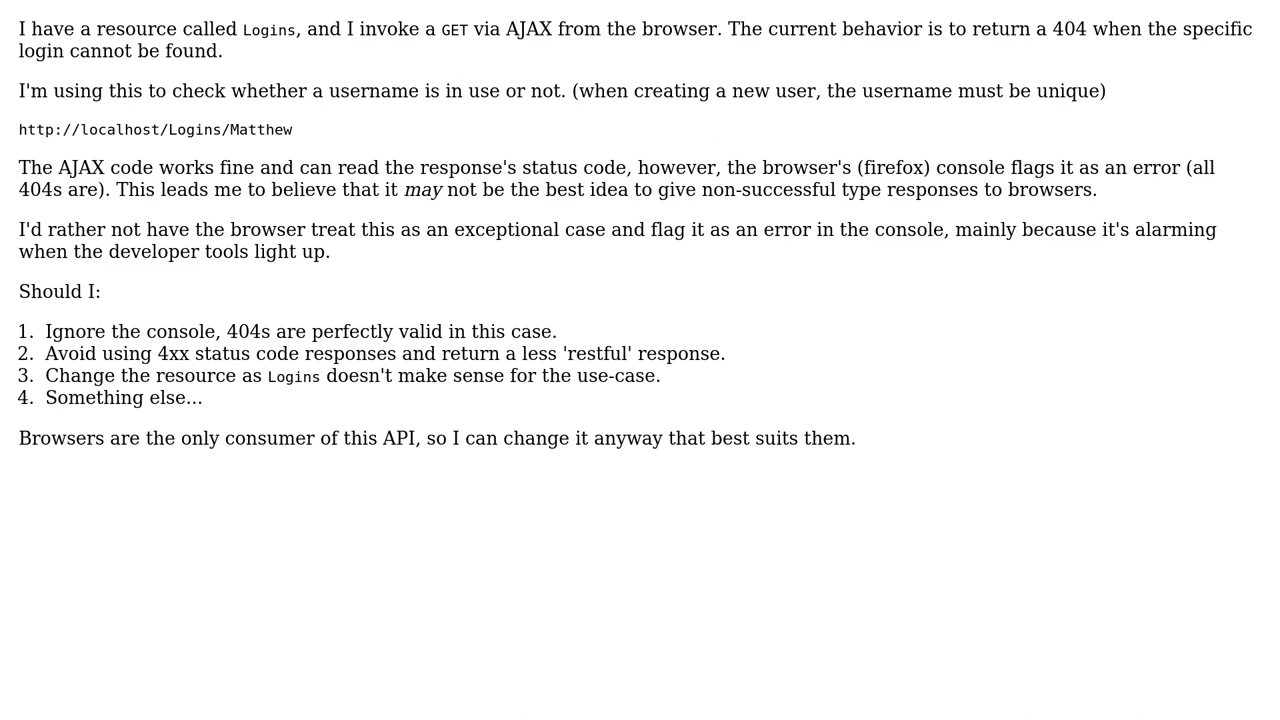 I have a resource called Logins, and I invoke a GET via AJAX from the browser. The current behavior is to return a 404 when the specific
login cannot be found.
I'm using this to check whether a username is in use or not. (when creating a new user, the username must be unique)
http://localhost/Logins/Matthew
The AJAX code works fine and can read the response's status code, however, the browser's (firefox) console flags it as an error (all
404s are). This leads me to believe that it may not be the best idea to give non-successful type responses to browsers.
I'd rather not have the browser treat this as an exceptional case and flag it as an error in the console, mainly because it's alarming
when the developer tools light up.
Should I:
1. Ignore the console, 404s are perfectly valid in this case.
2. Avoid using 4xx status code responses and return a less 'restful' response.
3. Change the resource as Logins doesn't make sense for the use-case.
4. Something else...
Browsers are the only consumer of this API, so I can change it anyway that best suits them.